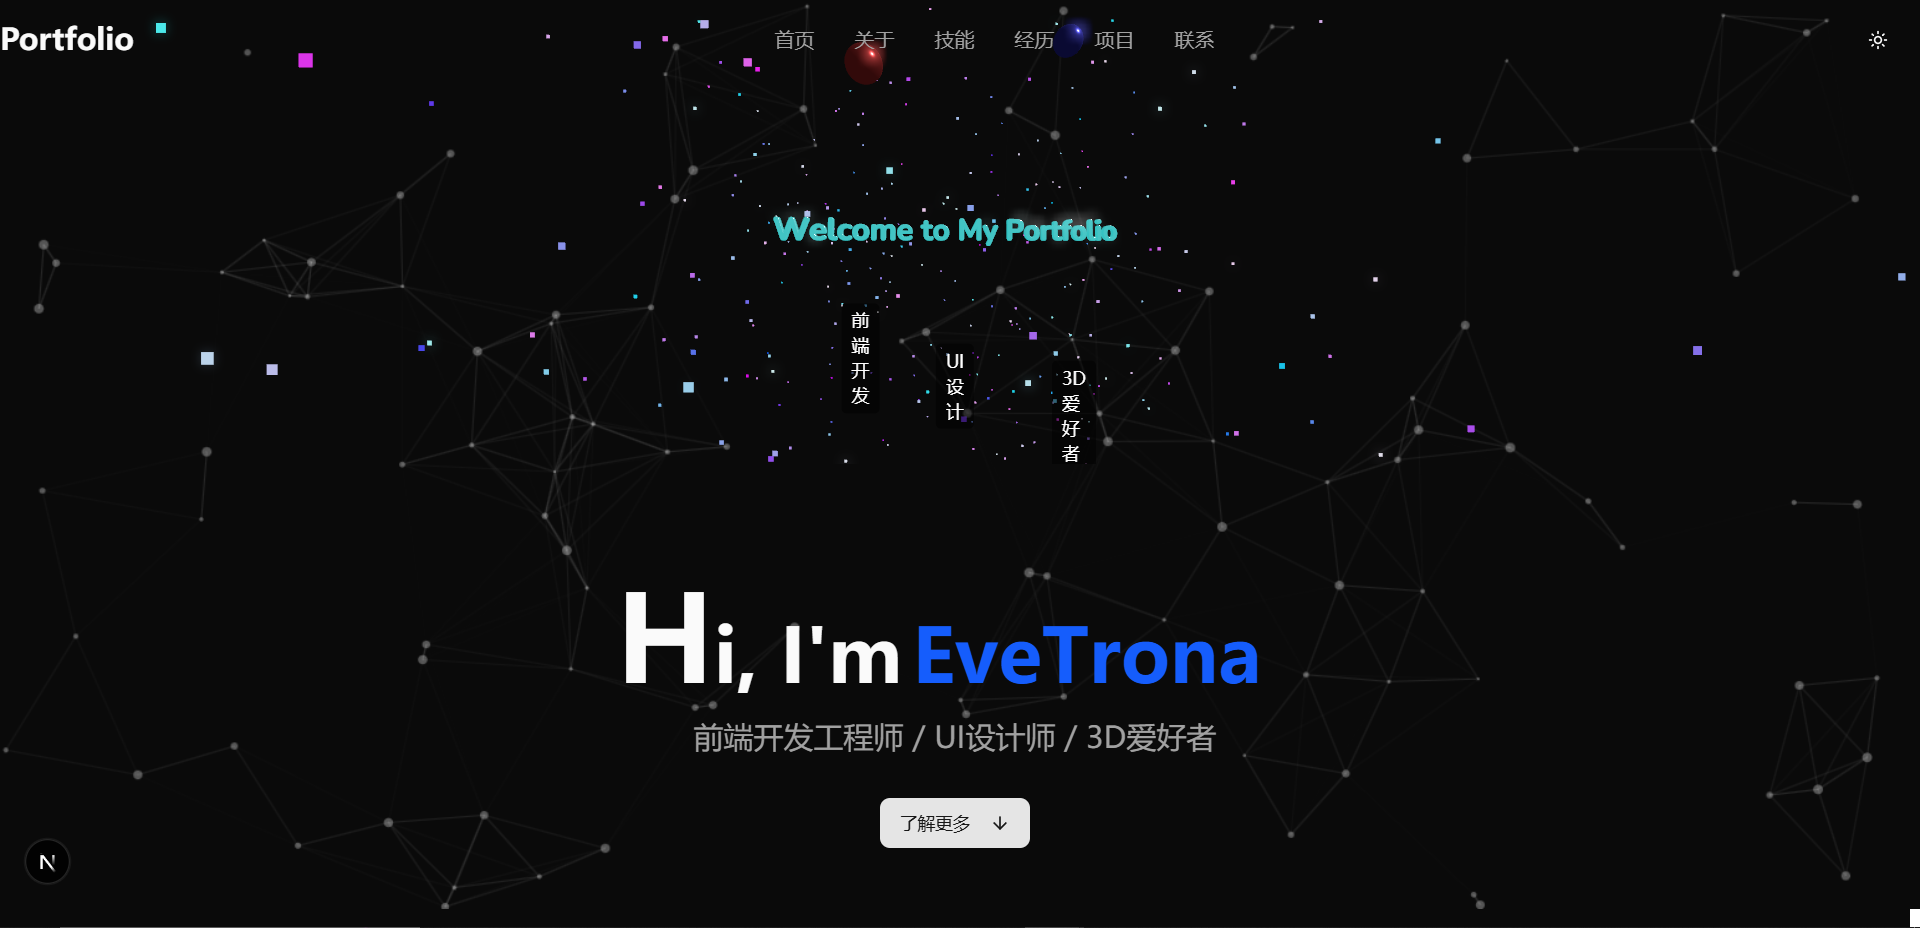 Portfolio
首页 关于 技能 经历 项目 联系
Welcome to My Portfolio
前端开发
UI设计
3D爱好者
Hi, I'm EveTrona
前端开发工程师 / UI设计师 / 3D爱好者
了解更多
N